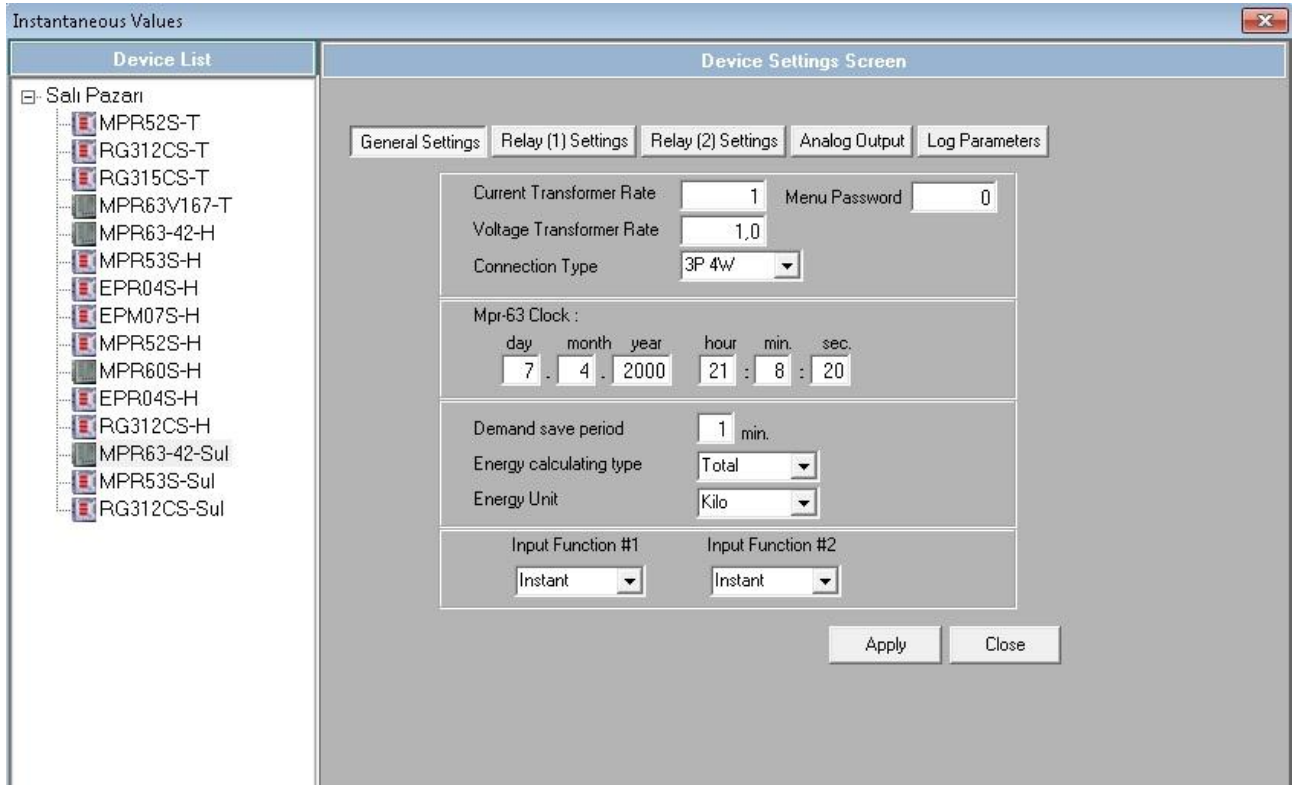 Instantaneous Values
Device List
Device Settings Screen
Salı Pazarı
MPR52S-T
RG312CS-T
RG315CS-T
MPR63V167-T
MPR63-42-H
MPR53S-H
EPR04S-H
EPM07S-H
MPR52S-H
MPR60S-H
EPR04S-H
RG312CS-H
MPR63-42-Sul
MPR53S-Sul
RG312CS-Sul
General Settings Relay (1) Settings Relay (2) Settings Analog Output Log Parameters
Current Transformer Rate 1 Menu Password 0
Voltage Transformer Rate 1,0
Connection Type 3P 4W
Mpr-63 Clock :
day month year hour min. sec.
7 . 4 . 2000 21 : 8 : 20
Demand save period 1 min.
Energy calculating type Total
Energy Unit Kilo
Input Function #1 Input Function #2
Instant Instant
Apply Close